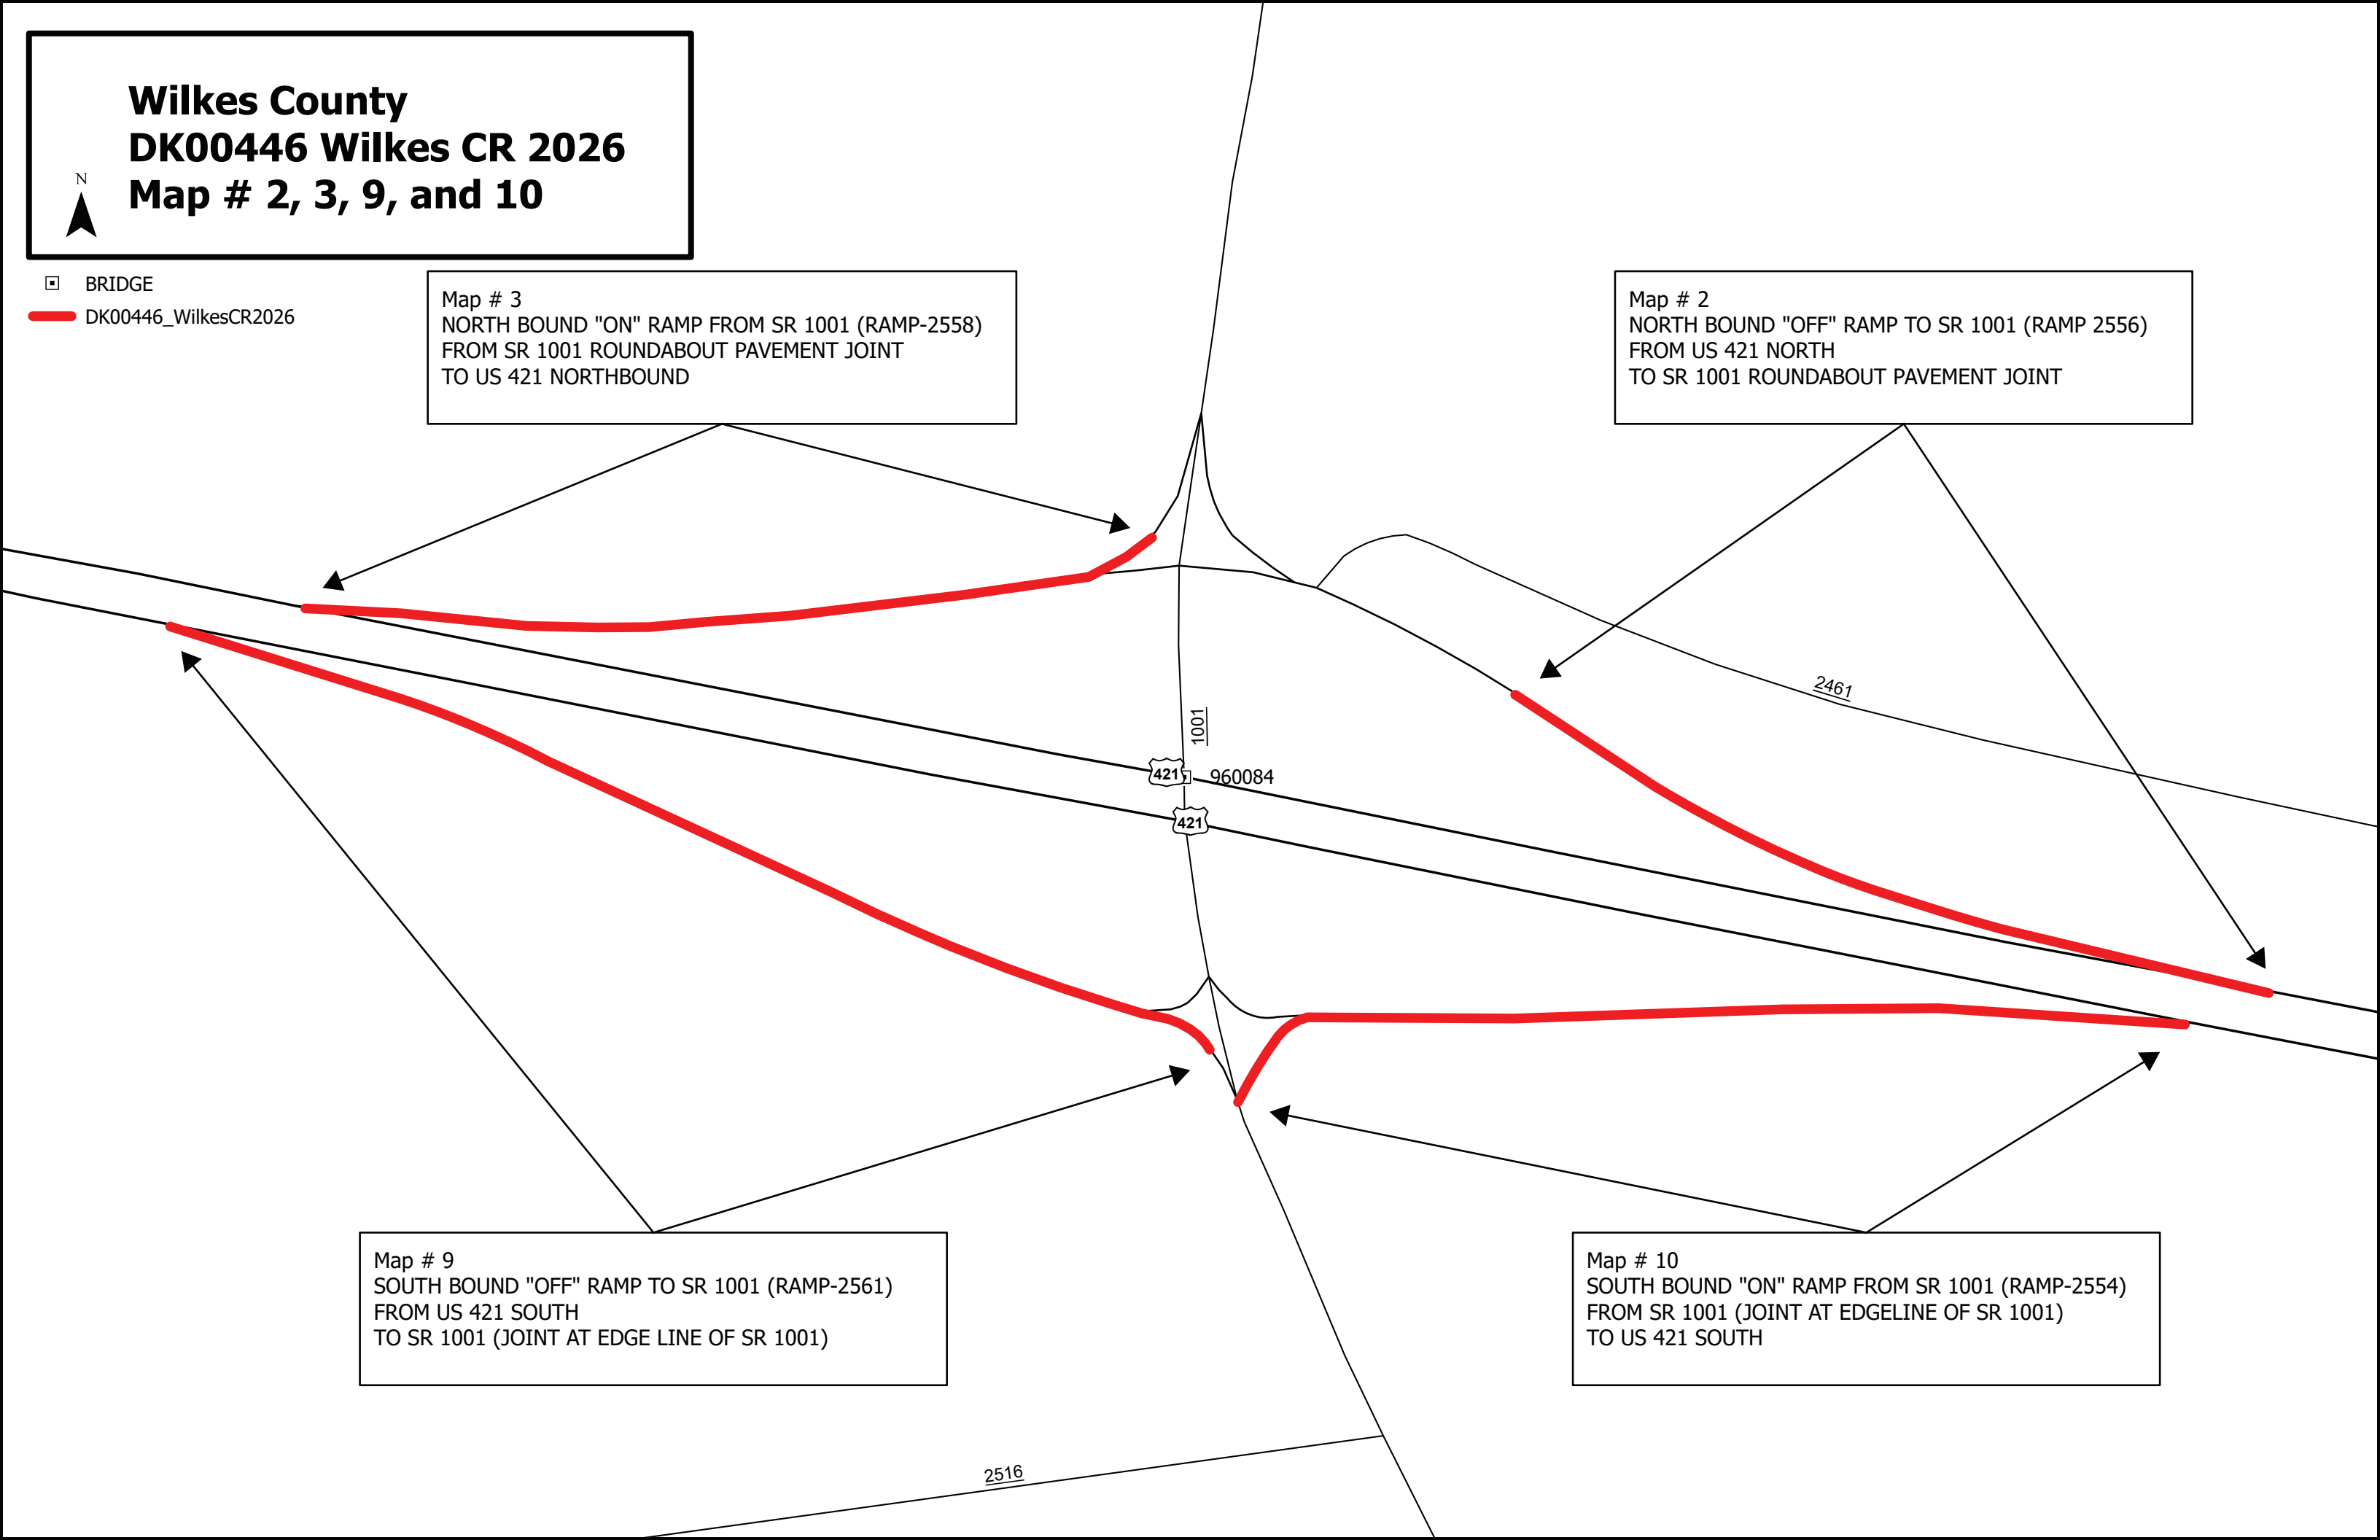 Wilkes County
DK00446 Wilkes CR 2026
Map # 2, 3, 9, and 10
N
BRIDGE
DK00446_WilkesCR2026
Map # 3
NORTH BOUND "ON" RAMP FROM SR 1001 (RAMP-2558)
FROM SR 1001 ROUNDABOUT PAVEMENT JOINT
TO US 421 NORTHBOUND
Map # 2
NORTH BOUND "OFF" RAMP TO SR 1001 (RAMP 2556)
FROM US 421 NORTH
TO SR 1001 ROUNDABOUT PAVEMENT JOINT
2461
1001
421
960084
421
Map # 9
SOUTH BOUND "OFF" RAMP TO SR 1001 (RAMP-2561)
FROM US 421 SOUTH
TO SR 1001 (JOINT AT EDGE LINE OF SR 1001)
Map # 10
SOUTH BOUND "ON" RAMP FROM SR 1001 (RAMP-2554)
FROM SR 1001 (JOINT AT EDGELINE OF SR 1001)
TO US 421 SOUTH
2516